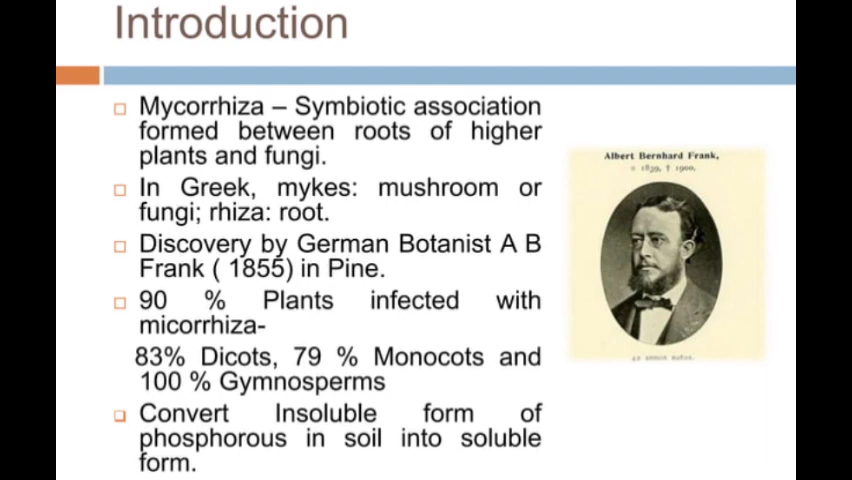 Introduction
Mycorrhiza – Symbiotic association
formed between roots of higher
plants and fungi.
In Greek, mykes: mushroom or
fungi; rhiza: root.
Discovery by German Botanist A B
Frank ( 1855) in Pine.
90 % Plants infected with
micorrhiza-
83% Dicots, 79 % Monocots and
100 % Gymnosperms
Convert Insoluble form of
phosphorous in soil into soluble
form.
Albert Bernhard Frank,
1839, † 1900.